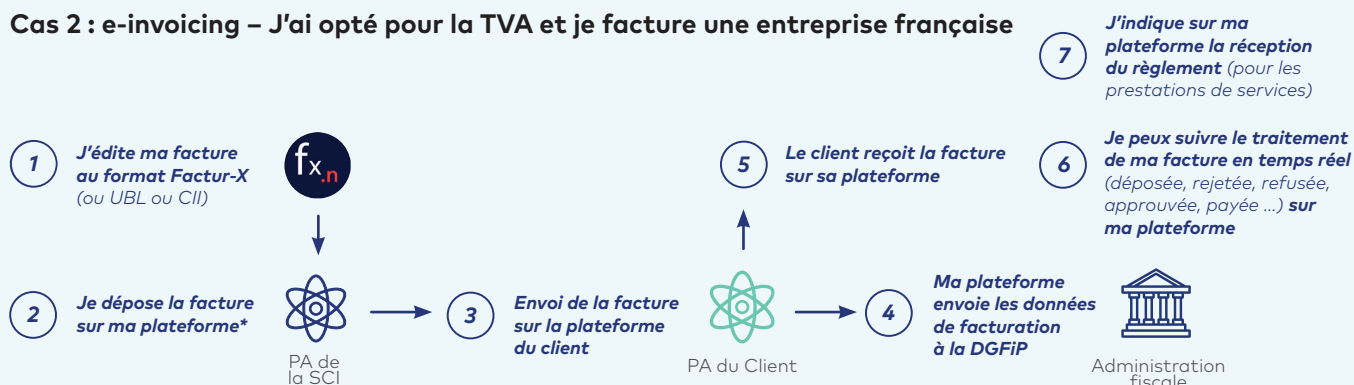 Cas 2 : e-invoicing – J'ai opté pour la TVA et je facture une entreprise française
1
J'édite ma facture
au format Factur-X
(ou UBL ou CII)
fx.n
2
Je dépose la facture
sur ma plateforme*
PA de
la SCI
3
Envoi de la facture
sur la plateforme
du client
PA du Client
4
Ma plateforme
envoie les données
de facturation
à la DGFiP
Administration
fiscale
5
Le client reçoit la facture
sur sa plateforme
6
Je peux suivre le traitement
de ma facture en temps réel
(déposée, rejetée, refusée,
approuvée, payée ...) sur
ma plateforme
7
J'indique sur ma
plateforme la réception
du règlement (pour les
prestations de services)